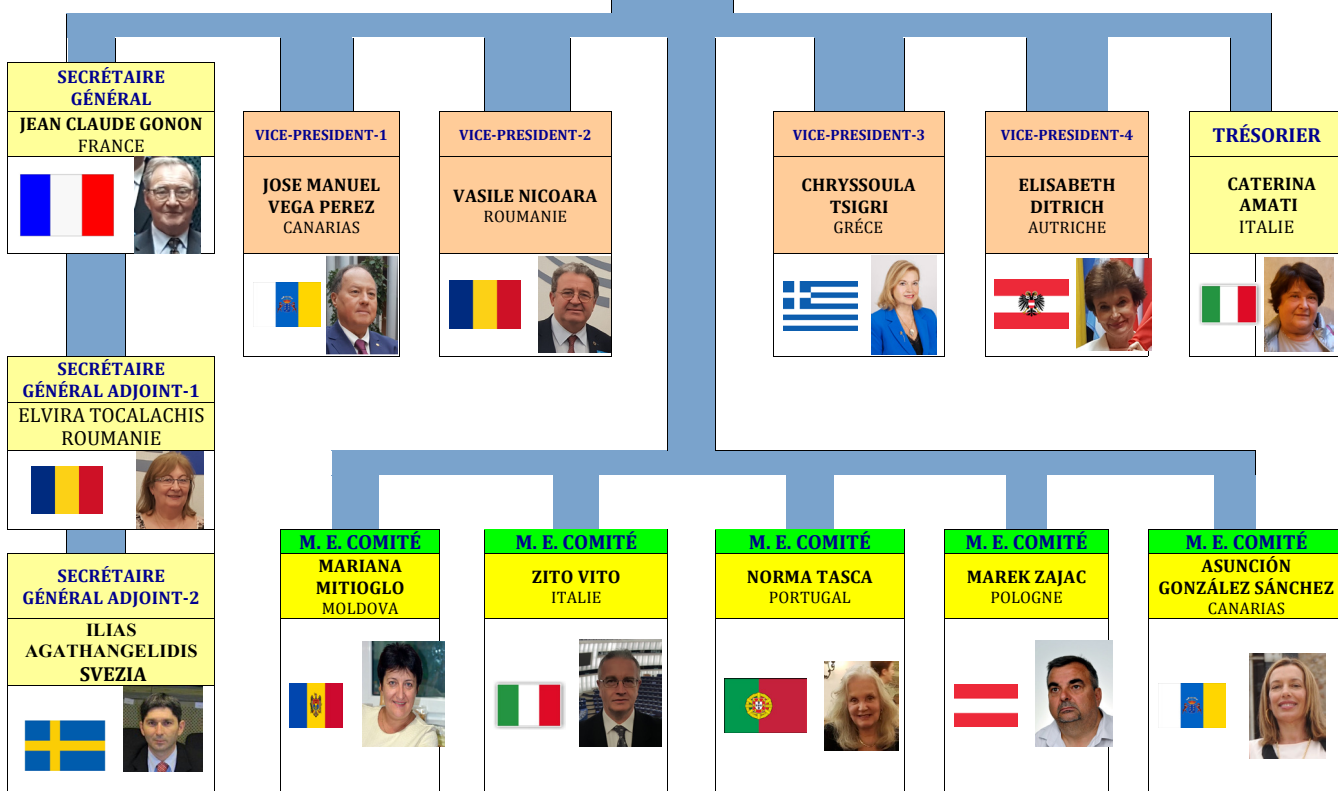 SECRÉTAIRE
GÉNÉRAL
JEAN CLAUDE GONON
FRANCE
VICE-PRESIDENT-1
JOSE MANUEL
VEGA PEREZ
CANARIAS
VICE-PRESIDENT-2
VASILE NICOARA
ROUMANIE
VICE-PRESIDENT-3
CHRYSSOULA
TSIGRI
GRÉCE
VICE-PRESIDENT-4
ELISABETH
DITRICH
AUTRICHE
TRÉSORIER
CATERINA
AMATI
ITALIE
SECRÉTAIRE
GÉNÉRAL ADJOINT-1
ELVIRA TOCALACHIS
ROUMANIE
SECRÉTAIRE
GÉNÉRAL ADJOINT-2
ILIAS
AGATHANGELIDIS
SVEZIA
M. E. COMITÉ
MARIANA
MITIOGLO
MOLDOVA
M. E. COMITÉ
ZITO VITO
ITALIE
M. E. COMITÉ
NORMA TASCA
PORTUGAL
M. E. COMITÉ
MAREK ZAJAC
POLOGNE
M. E. COMITÉ
ASUNCIÓN
GONZÁLEZ SÁNCHEZ
CANARIAS